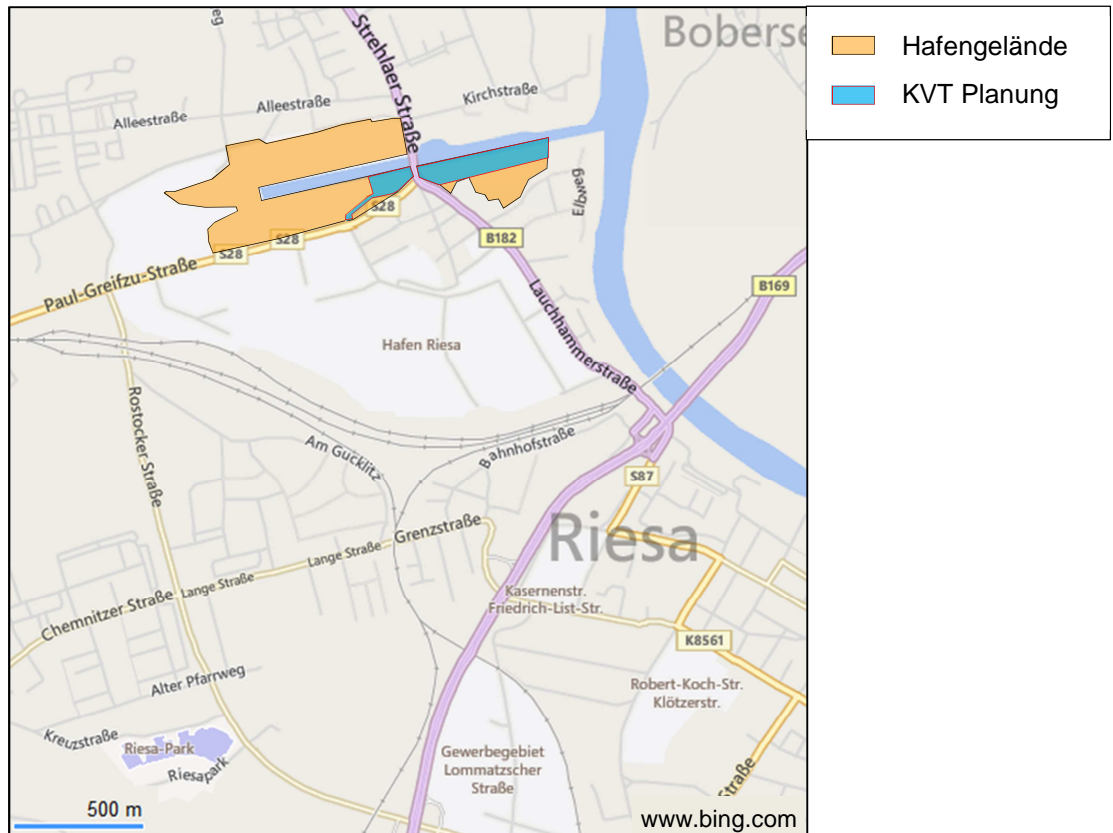 Strehlaer Straße
Boberse
eg
Alleestraße
Kirchstraße
Alleestraße
Elbweg
S28
S28
S28
B182
Paul-Greifzu-Straße
B169
Lauchhammerstraße
Hafen Riesa
Rostocker-Straße
Am Gucklitz
Bahnhofstraße
S87
Riesa
Grenzstraße
Lange Straße
Lange Straße
Chemnitzer Straße
Kasernenstr.
Friedrich-List-Str.
K8561
Alter Pfarrweg
Robert-Koch-Str.
Klötzerstr.
Kreuzstraße
Riesa-Park
Riesapark
Gewerbegebiet
Lommatzscher
Straße
Straße
500 m
www.bing.com
Hafengelände
KVT Planung